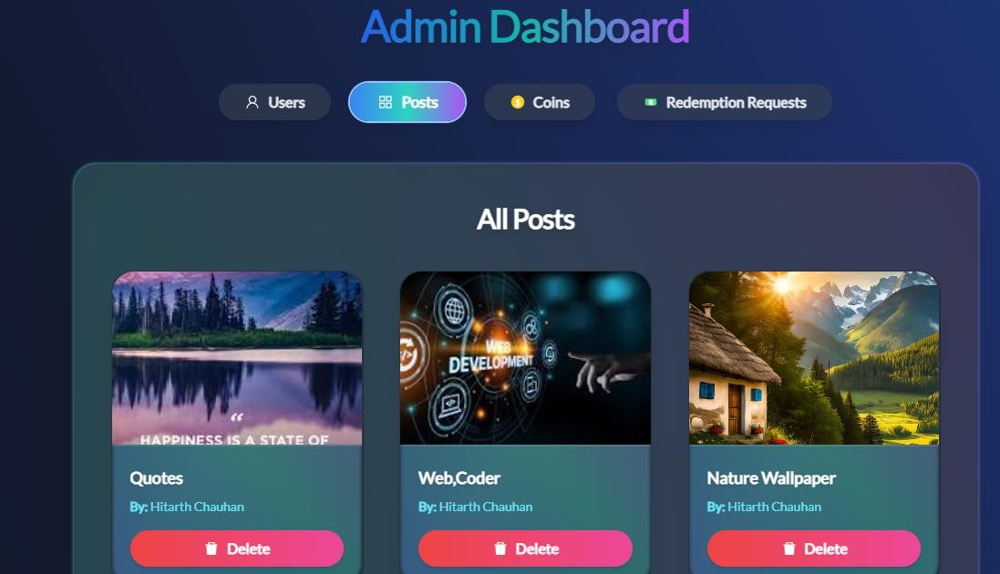 Admin Dashboard
Users
Posts
Coins
Redemption Requests
All Posts
“
HAPPINESS IS A STATE OF
WEB
DEVELOPMENT
</>
</>
Quotes
By: Hitarth Chauhan
Delete
Web,Coder
By: Hitarth Chauhan
Delete
Nature Wallpaper
By: Hitarth Chauhan
Delete